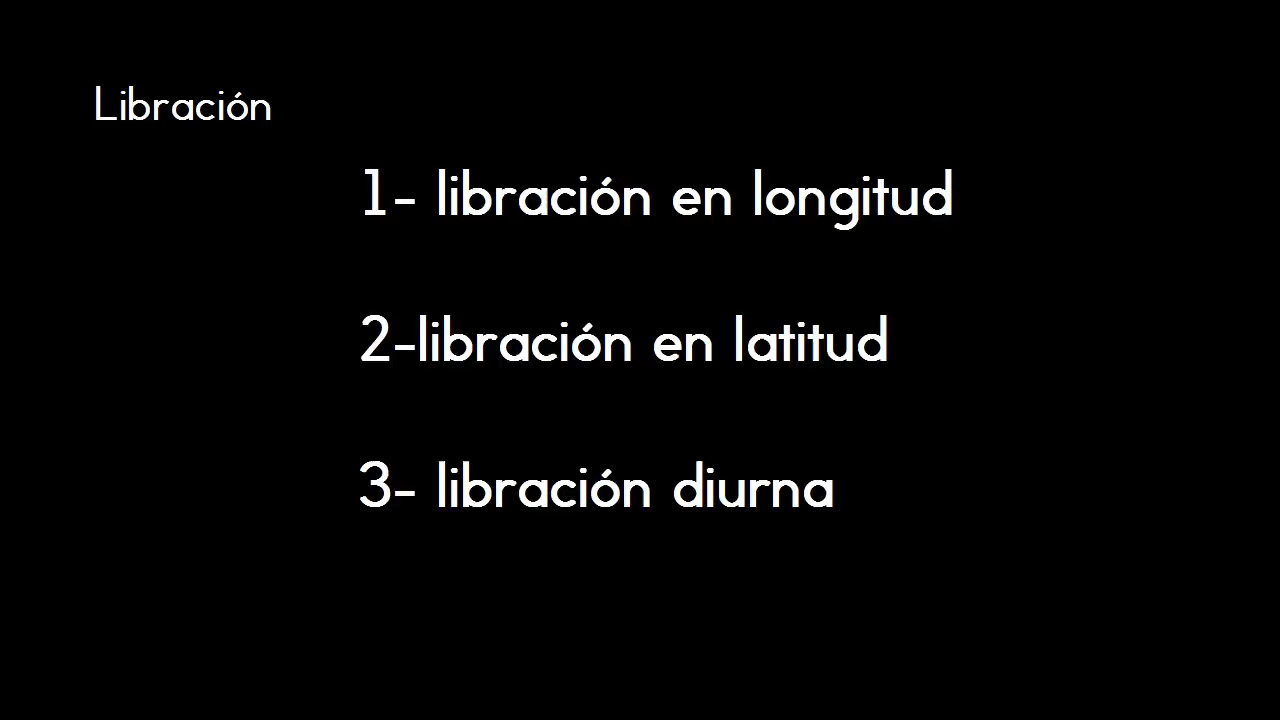 Libración
1- libración en longitud
2-libración en latitud
3- libración diurna